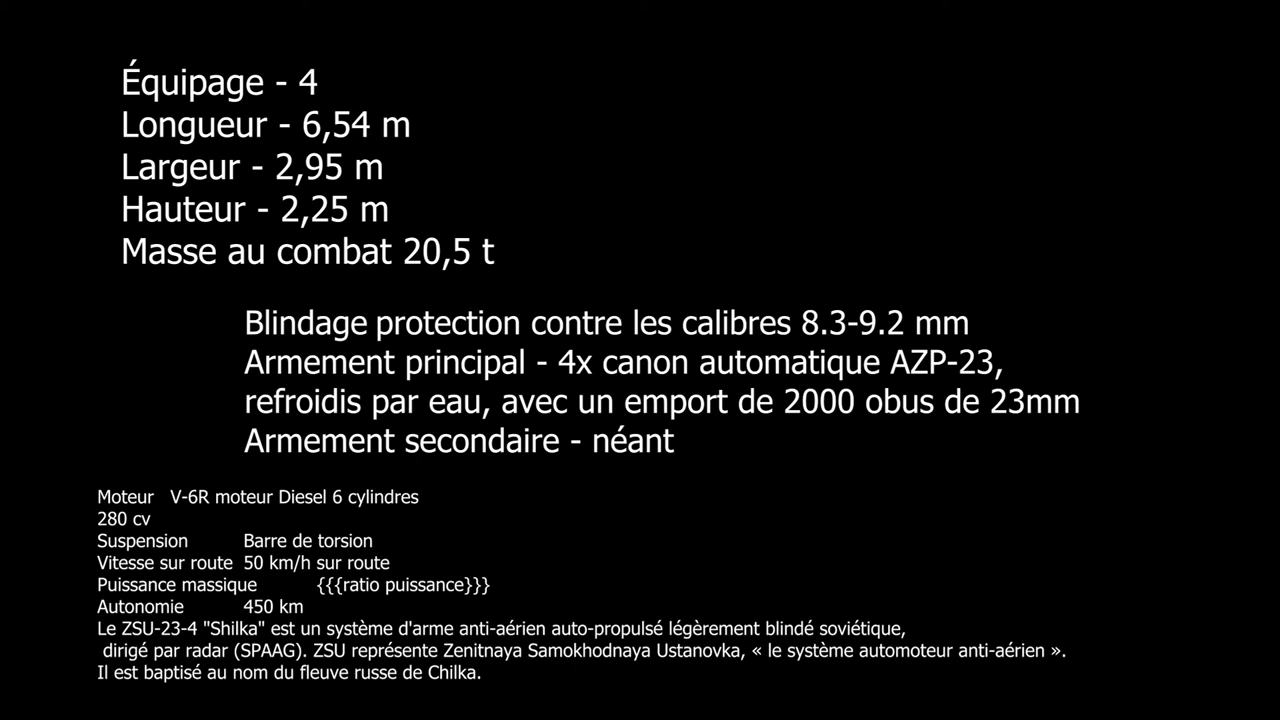 Équipage - 4
Longueur - 6,54 m
Largeur - 2,95 m
Hauteur - 2,25 m
Masse au combat 20,5 t
Blindage protection contre les calibres 8.3-9.2 mm
Armement principal - 4x canon automatique AZP-23,
refroidis par eau, avec un emport de 2000 obus de 23mm
Armement secondaire - néant
Moteur V-6R moteur Diesel 6 cylindres
280 cv
Suspension Barre de torsion
Vitesse sur route 50 km/h sur route
Puissance massique {{{ratio puissance}}}
Autonomie 450 km
Le ZSU-23-4 "Shilka" est un système d'arme anti-aérien auto-propulsé légèrement blindé soviétique,
dirigé par radar (SPAAG). ZSU représente Zenitnaya Samokhodnaya Ustanovka, « le système automoteur anti-aérien ».
Il est baptisé au nom du fleuve russe de Chilka.